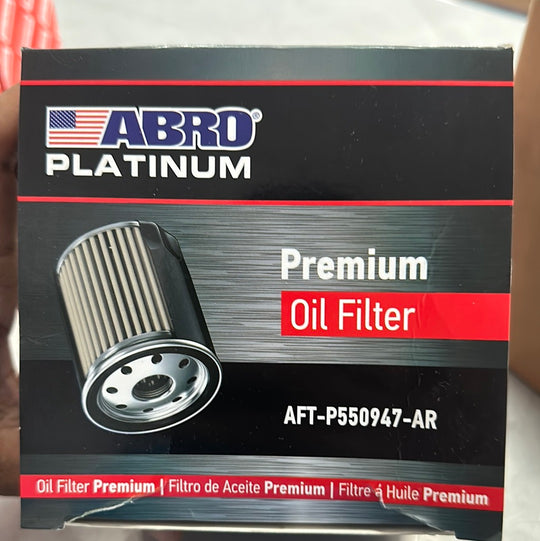 ABRO®
PLATINUM
Premium
Oil Filter
AFT-P550947-AR
Oil Filter Premium | Filtro de Aceite Premium | Filtre á Huile Premium